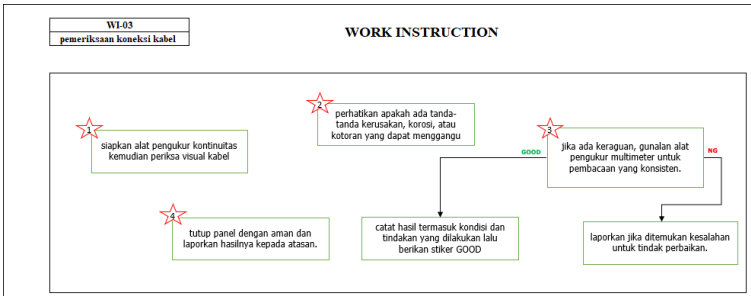 WI-03
pemeriksaan koneksi kabel
WORK INSTRUCTION
1
siapkan alat pengukur kontinuitas
kemudian periksa visual kabel
2
perhatikan apakah ada tanda-
tanda kerusakan, korosi, atau
kotoran yang dapat menggangu
3
jika ada keraguan, gunalan alat
pengukur multimeter untuk
pembacaan yang konsisten.
GOOD
NG
4
tutup panel dengan aman dan
laporkan hasilnya kepada atasan.
catat hasil termasuk kondisi dan
tindakan yang dilakukan lalu
berikan stiker GOOD
laporkan jika ditemukan kesalahan
untuk tindak perbaikan.